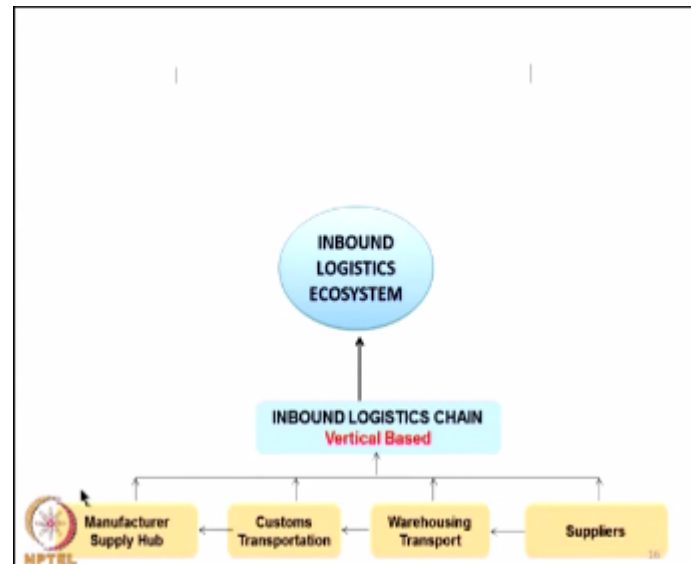 INBOUND
LOGISTICS
ECOSYSTEM
INBOUND LOGISTICS CHAIN
Vertical Based
Manufacturer
Supply Hub
Customs
Transportation
Warehousing
Transport
Suppliers
NPTEL
16